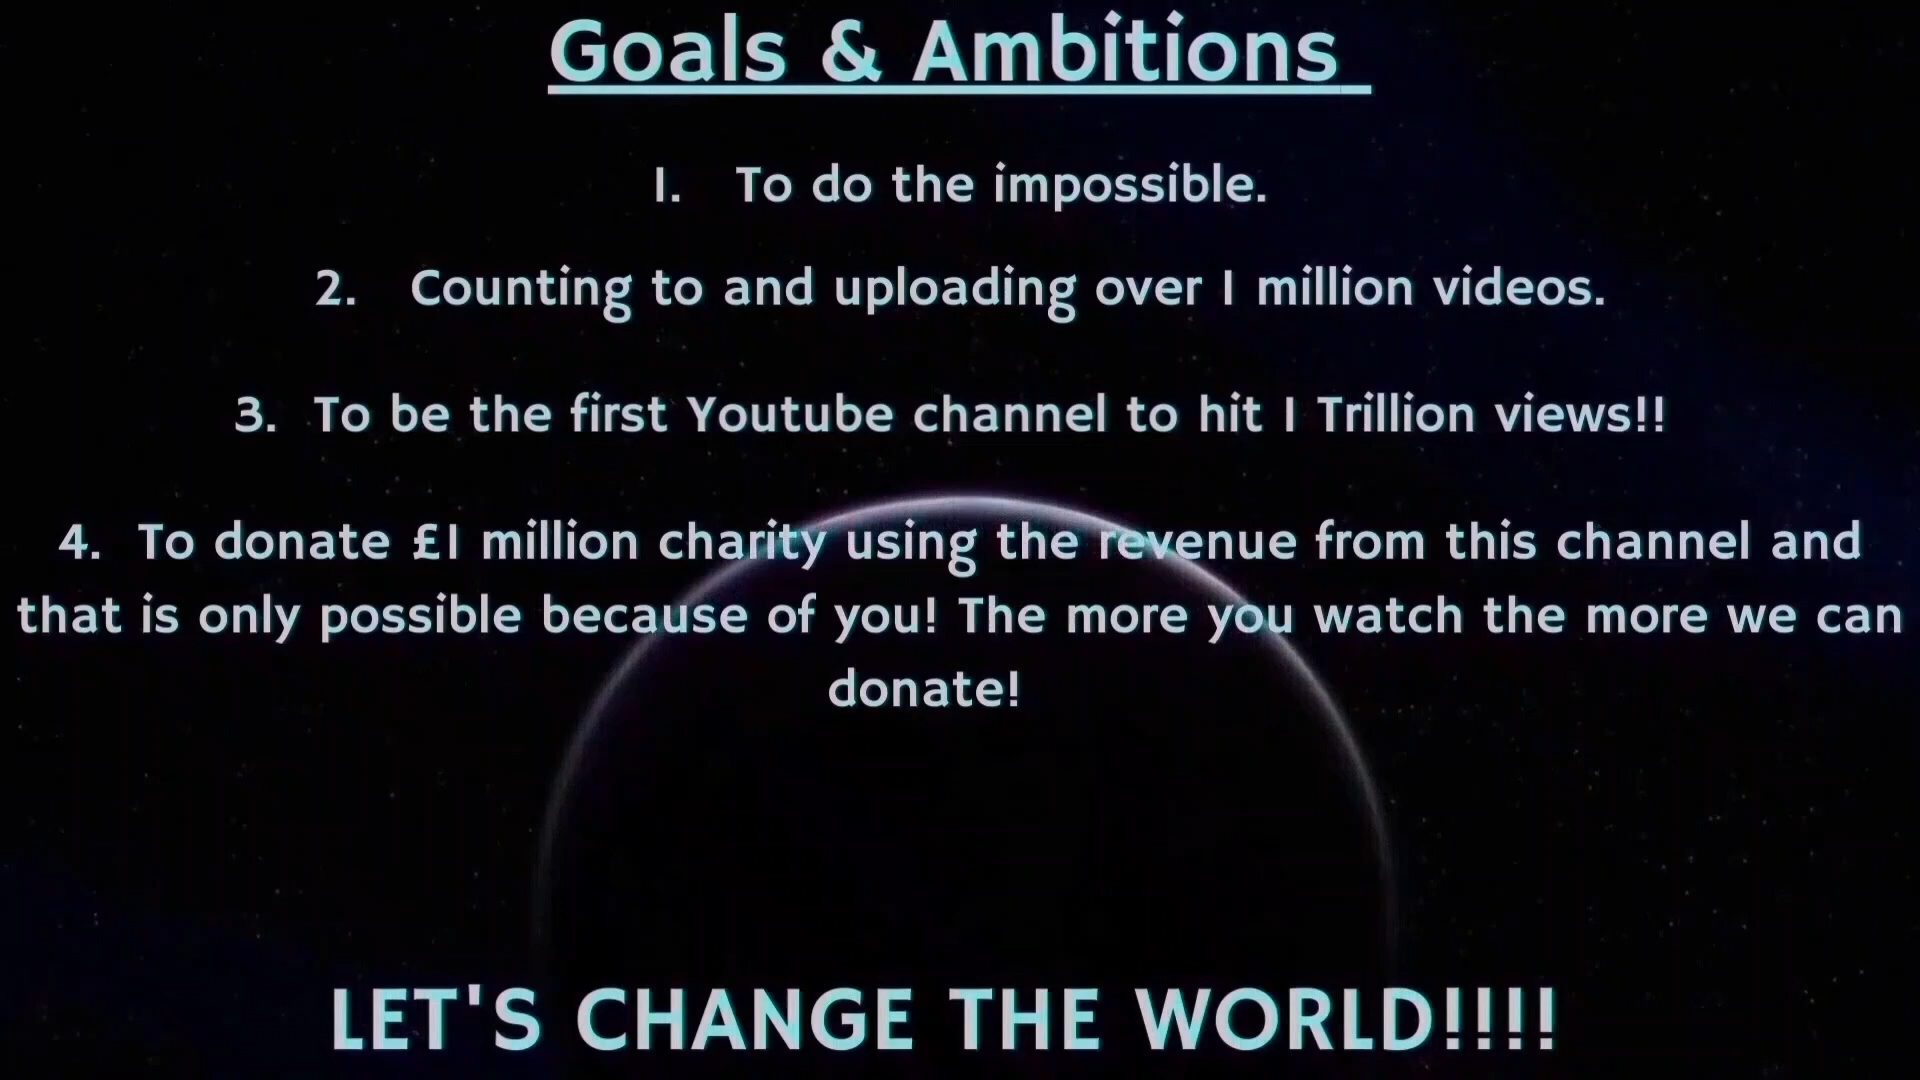 Goals & Ambitions
1. To do the impossible.
2. Counting to and uploading over 1 million videos.
3. To be the first Youtube channel to hit 1 Trillion views!!
4. To donate £1 million charity using the revenue from this channel and
that is only possible because of you! The more you watch the more we can
donate!
LET'S CHANGE THE WORLD!!!!